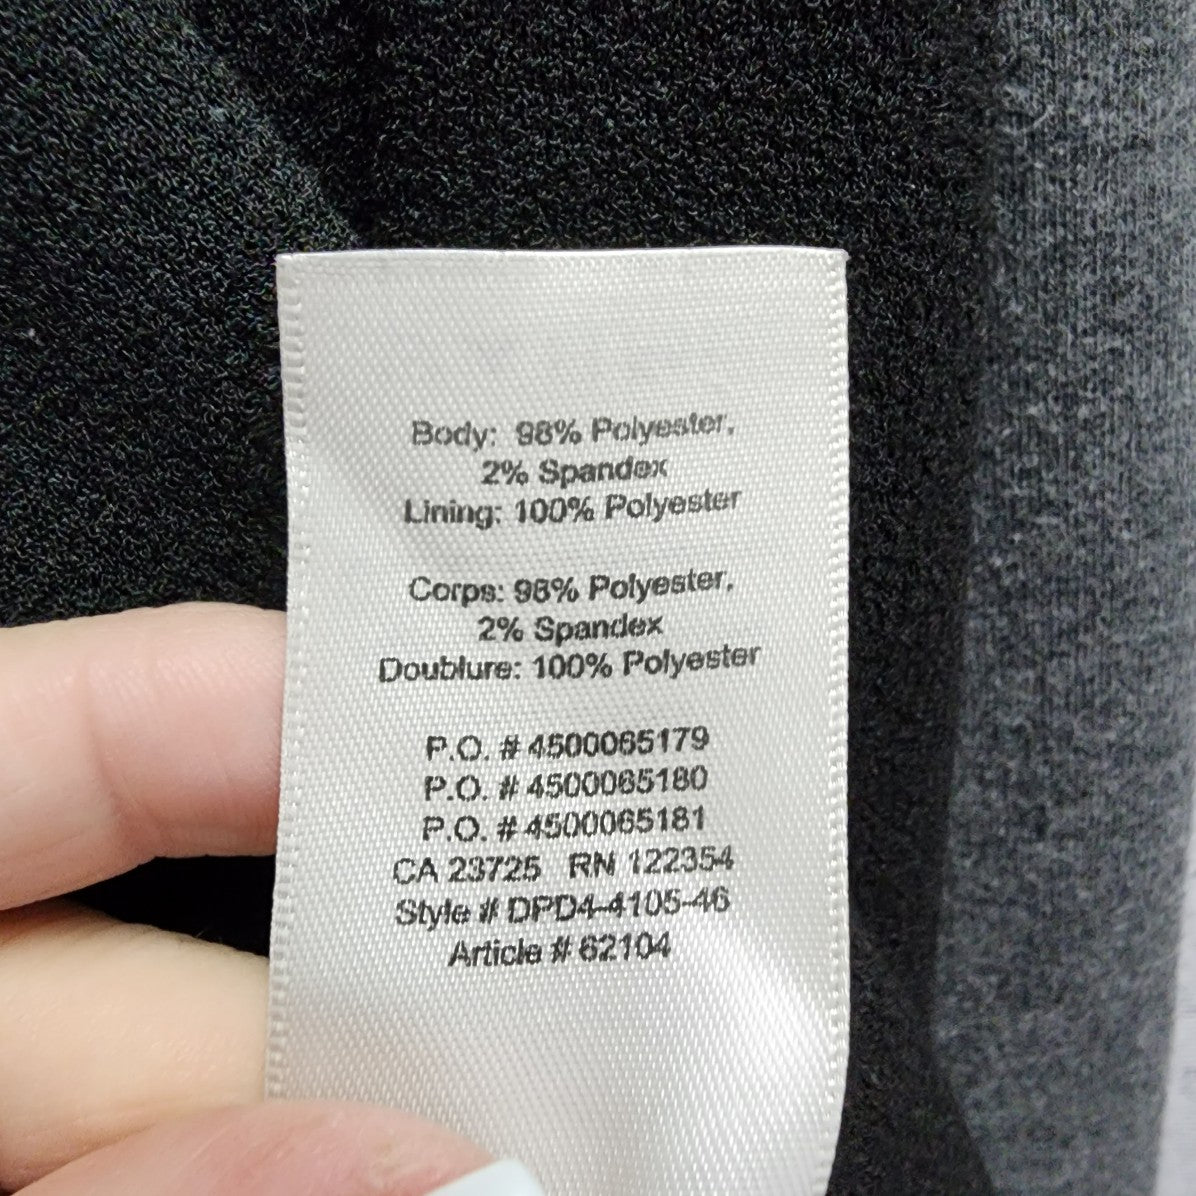 Body: 98% Polyester,
2% Spandex
Lining: 100% Polyester
Corps: 98% Polyester,
2% Spandex
Doublure: 100% Polyester
P.O. # 4500065179
P.O. # 4500065180
P.O. # 4500065181
CA 23725 RN 122354
Style # DPD4-4105-46
Article # 62104